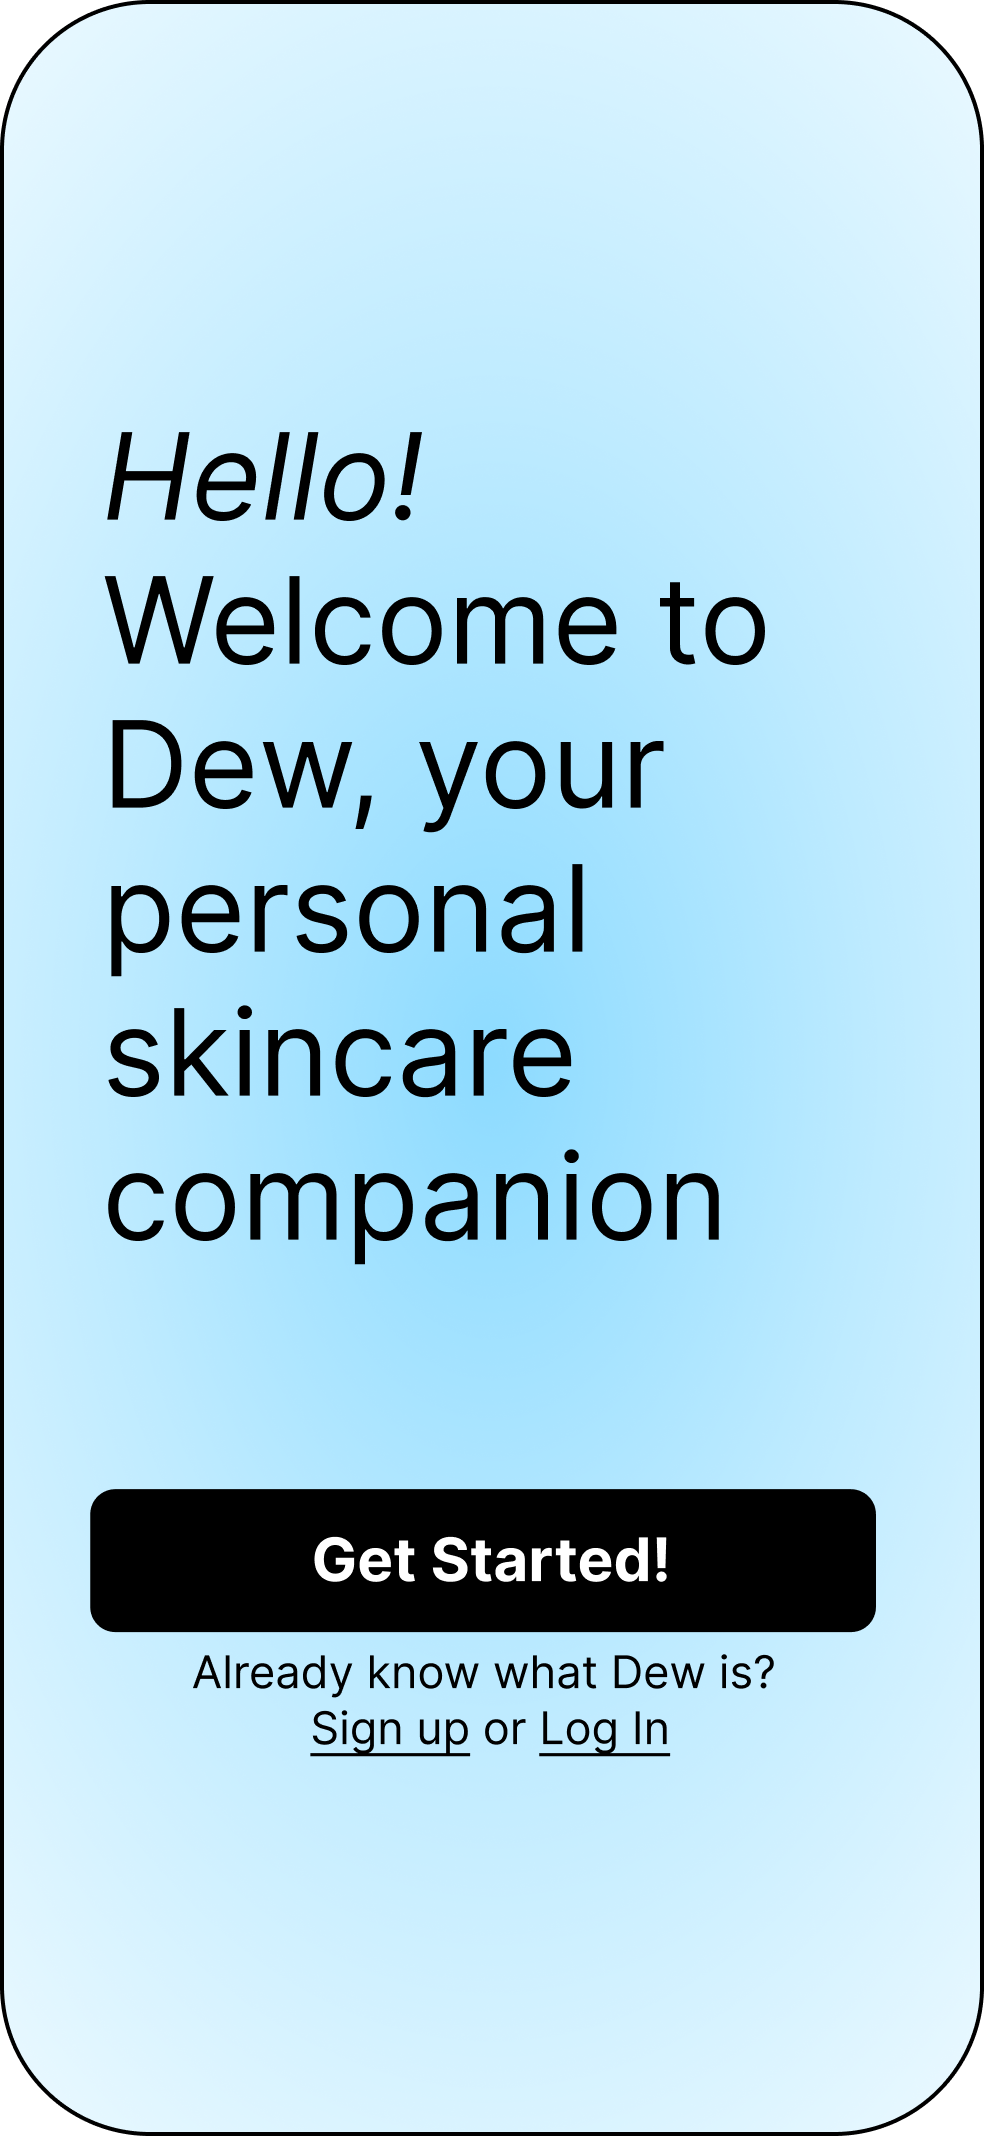 Hello!
Welcome to
Dew, your
personal
skincare
companion
Get Started!
Already know what Dew is?
Sign up or Log In